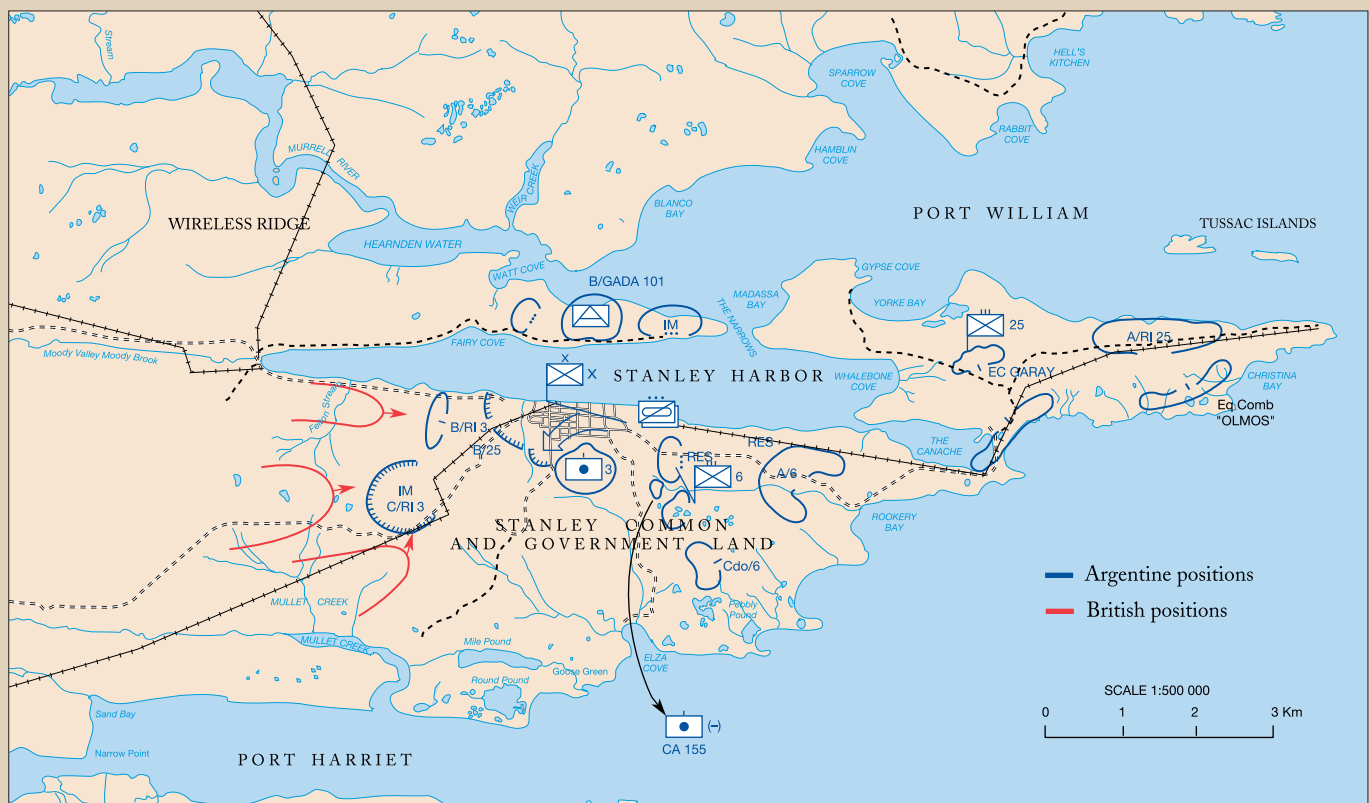 Stream
HELL'S
KITCHEN
SPARROW
COVE
RABBIT
COVE
HAMBLIN
COVE
MURRELL RIVER
WEIR CREEK
BLANCO
BAY
WIRELESS RIDGE
HEARNDEN WATER
PORT WILLIAM
TUSSAC ISLANDS
WATT COVE
B/GADA 101
GYPSE COVE
MADASSA
BAY
YORKE BAY
THE NARROWS
IM
25
A/RI 25
FAIRY COVE
Moody Valley Moody Brook
X
X
STANLEY HARBOR
WHALEBONE
COVE
EC GARAY
CHRISTINA
BAY
Eq.Comb
"OLMOS"
Felton Stream
B/RI 3
B/25
RES
THE
CANACHE
RES
3
6
A/6
IM
C/RI 3
ROOKERY
BAY
STANLEY COMMON
AND GOVERNMENT LAND
Cdo/6
Argentine positions
British positions
MULLET CREEK
Pebbly
Pound
MULLET CREEK
Mile Pound
ELZA
COVE
Goose Green
Round Pound
SCALE 1:500 000
0 1 2 3 Km
Sand Bay
(-)
CA 155
Narrow Point
PORT HARRIET